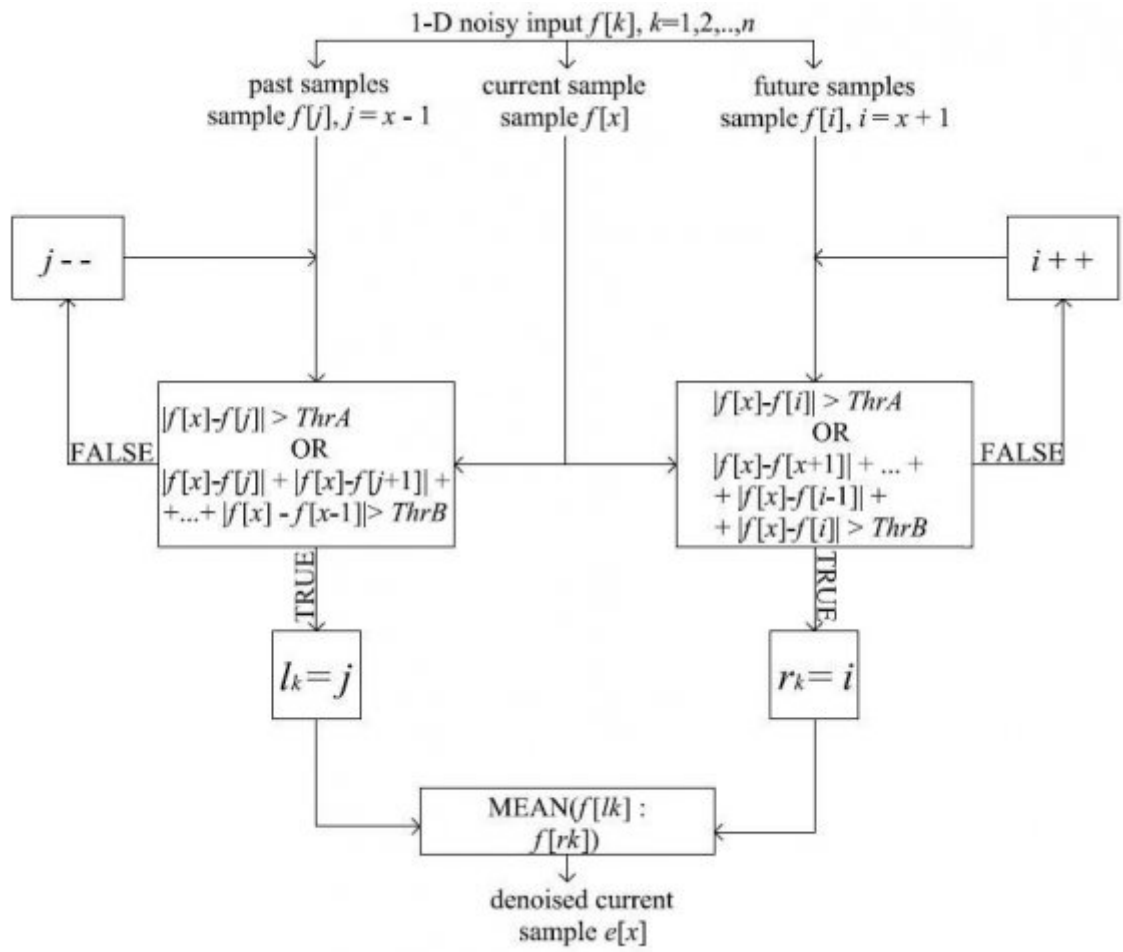 1-D noisy input f[k], k=1,2,..,n
past samples
sample f[j], j = x - 1
current sample
sample f[x]
future samples
sample f[i], i = x + 1
j - -
i + +
|f[x]-f[j]| > ThrA
OR
|f[x]-f[j]| + |f[x]-f[j+1]| +
+...+ |f[x] - f[x-1]|> ThrB
FALSE
|f[x]-f[i]| > ThrA
OR
|f[x]-f[x+1]| + ... +
+ |f[x]-f[i-1]| +
+ |f[x]-f[i]| > ThrB
FALSE
TRUE
TRUE
lk= j
rk= i
MEAN(f[lk] :
f[rk])
denoised current
sample e[x]